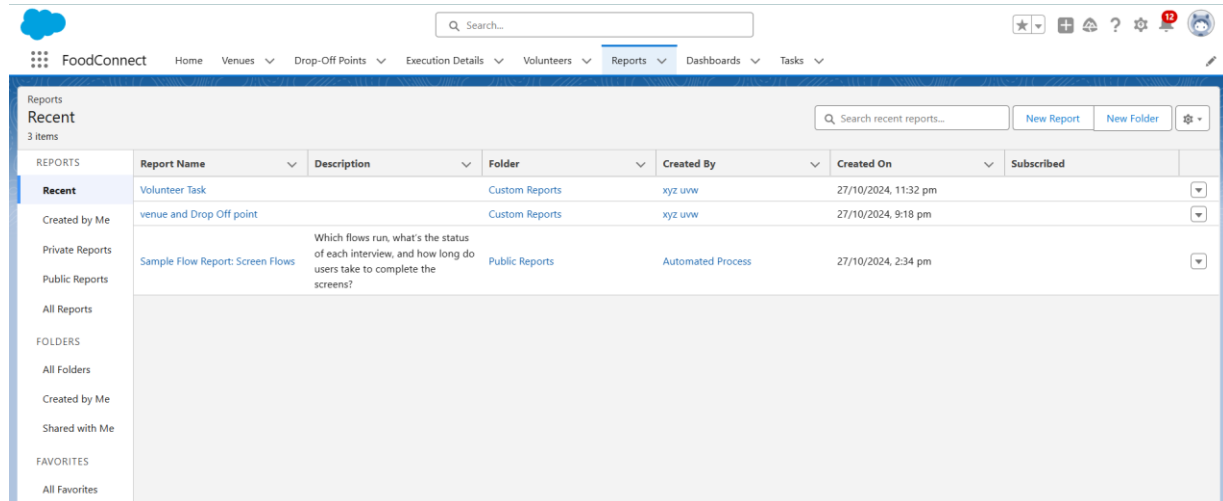 Search...
12
FoodConnect Home Venues Drop-Off Points Execution Details Volunteers Reports Dashboards Tasks
Reports
Recent
3 items
Search recent reports...
New Report New Folder
REPORTS
Recent
Created by Me
Private Reports
Public Reports
All Reports
FOLDERS
All Folders
Created by Me
Shared with Me
FAVORITES
All Favorites
Report Name Description Folder Created By Created On Subscribed
Volunteer Task Custom Reports xyz uvw 27/10/2024, 11:32 pm
venue and Drop Off point Custom Reports xyz uvw 27/10/2024, 9:18 pm
Sample Flow Report: Screen Flows
Which flows run, what's the status
of each interview, and how long do
users take to complete the
screens?
Public Reports Automated Process 27/10/2024, 2:34 pm